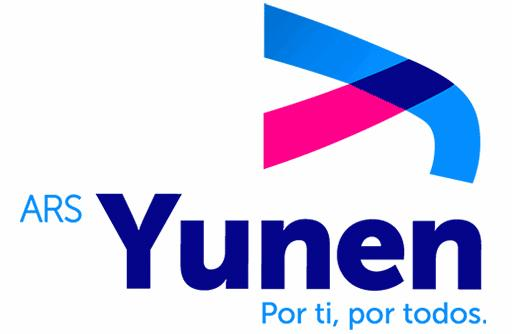 ARS
Yunen
Por ti, por todos.